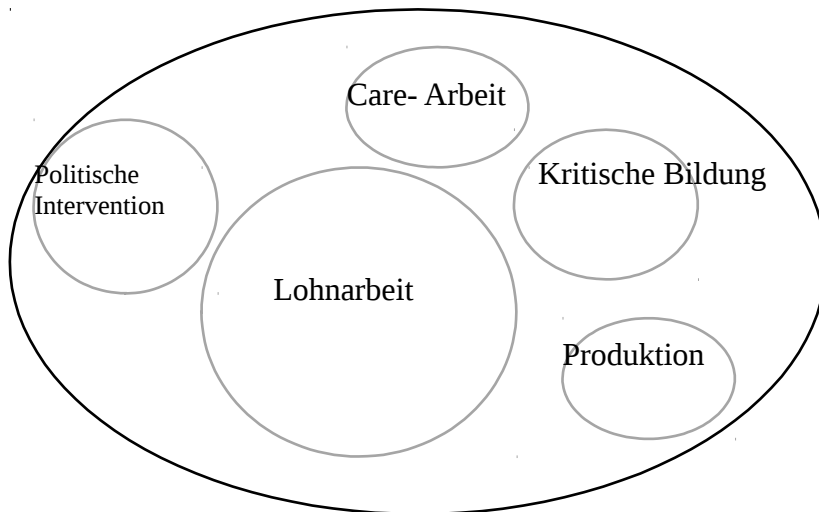 Care- Arbeit
Kritische Bildung
Politische
Intervention
Lohnarbeit
Produktion